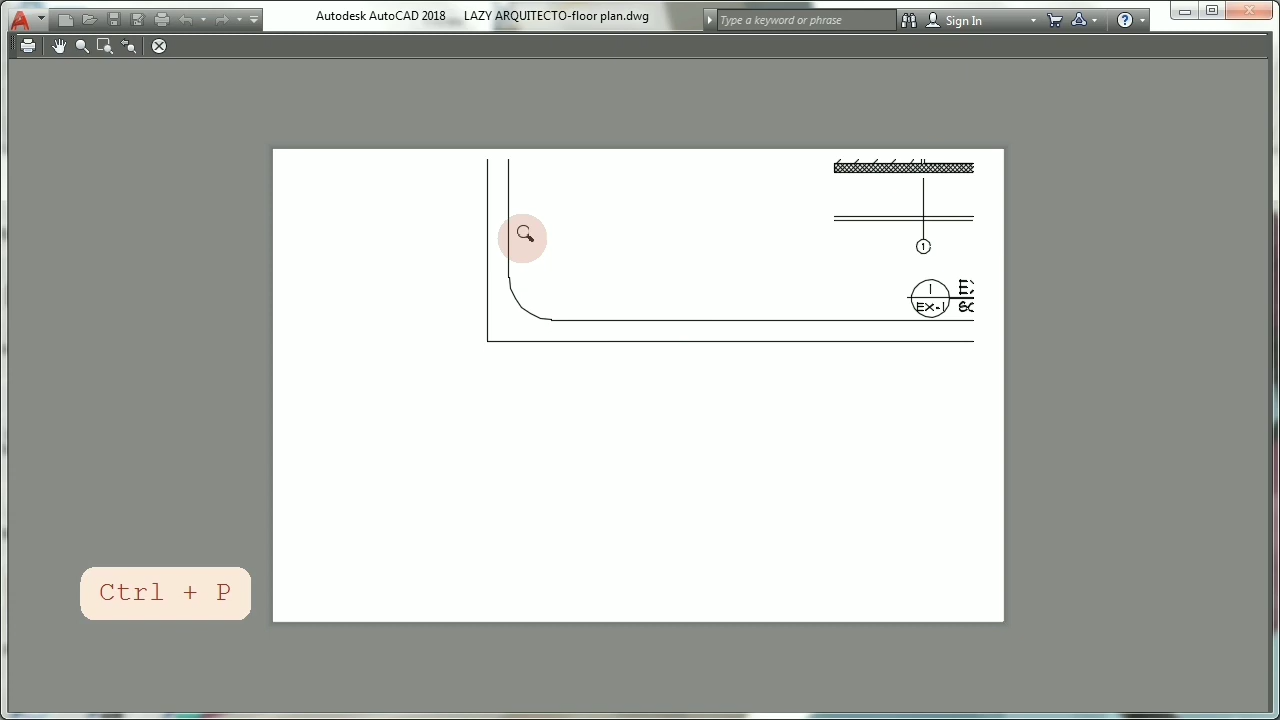 Autodesk AutoCAD 2018 LAZY ARQUITECTO-floor plan.dwg
Type a keyword or phrase
Sign In
1
1
EX-1
EX
Ctrl + P